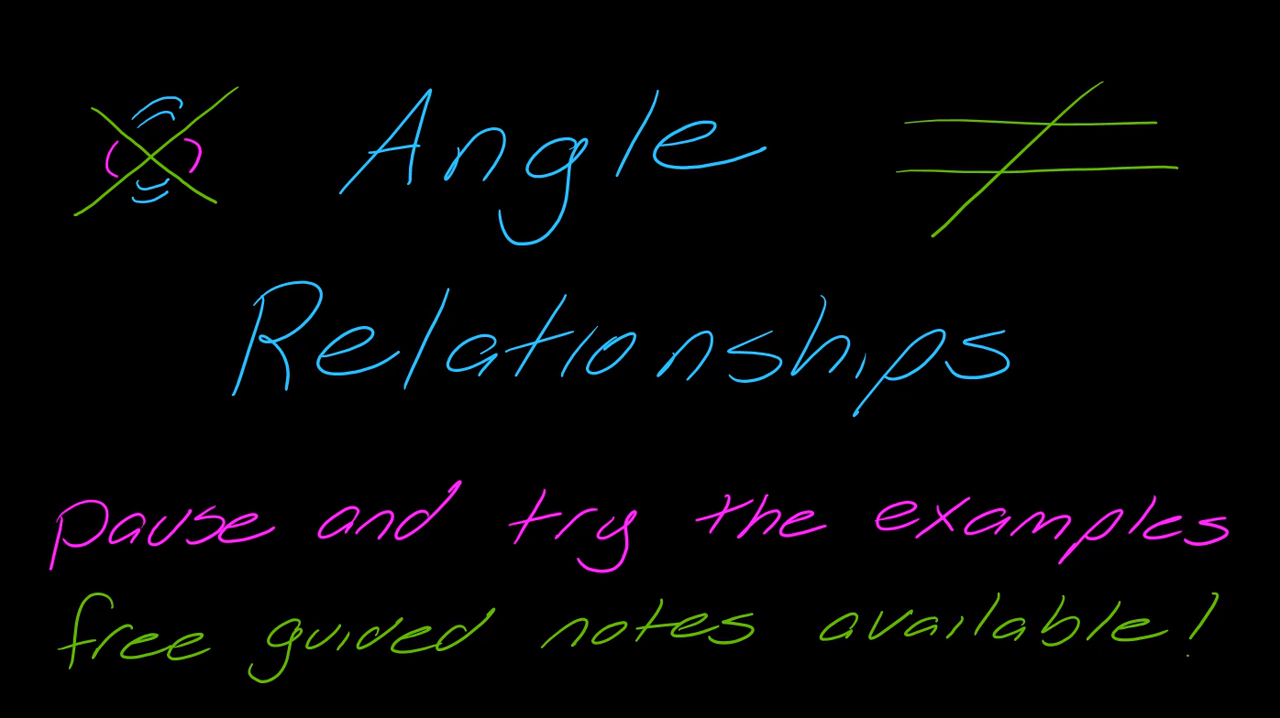 Angle
Relationships
pause and try the examples
free guided notes available!